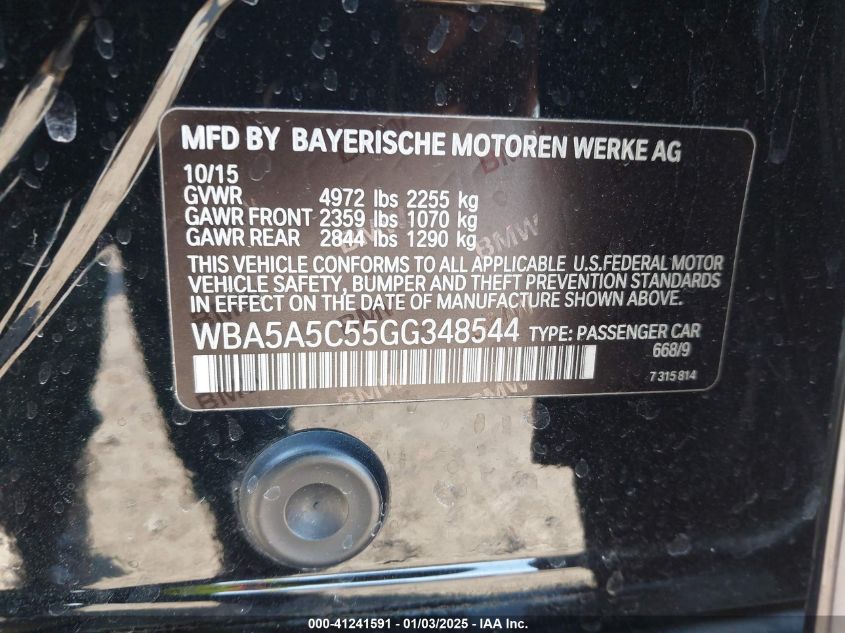 MFD BY BAYERISCHE MOTOREN WERKE AG
10/15
GVWR 4972 lbs 2255 kg
GAWR FRONT 2359 lbs 1070 kg
GAWR REAR 2844 lbs 1290 kg
THIS VEHICLE CONFORMS TO ALL APPLICABLE U.S.FEDERAL MOTOR
VEHICLE SAFETY, BUMPER AND THEFT PREVENTION STANDARDS
IN EFFECT ON THE DATE OF MANUFACTURE SHOWN ABOVE.
WBA5A5C55GG348544 TYPE: PASSENGER CAR
668/9
7 315 814
000-41241591 - 01/03/2025 - IAA Inc.